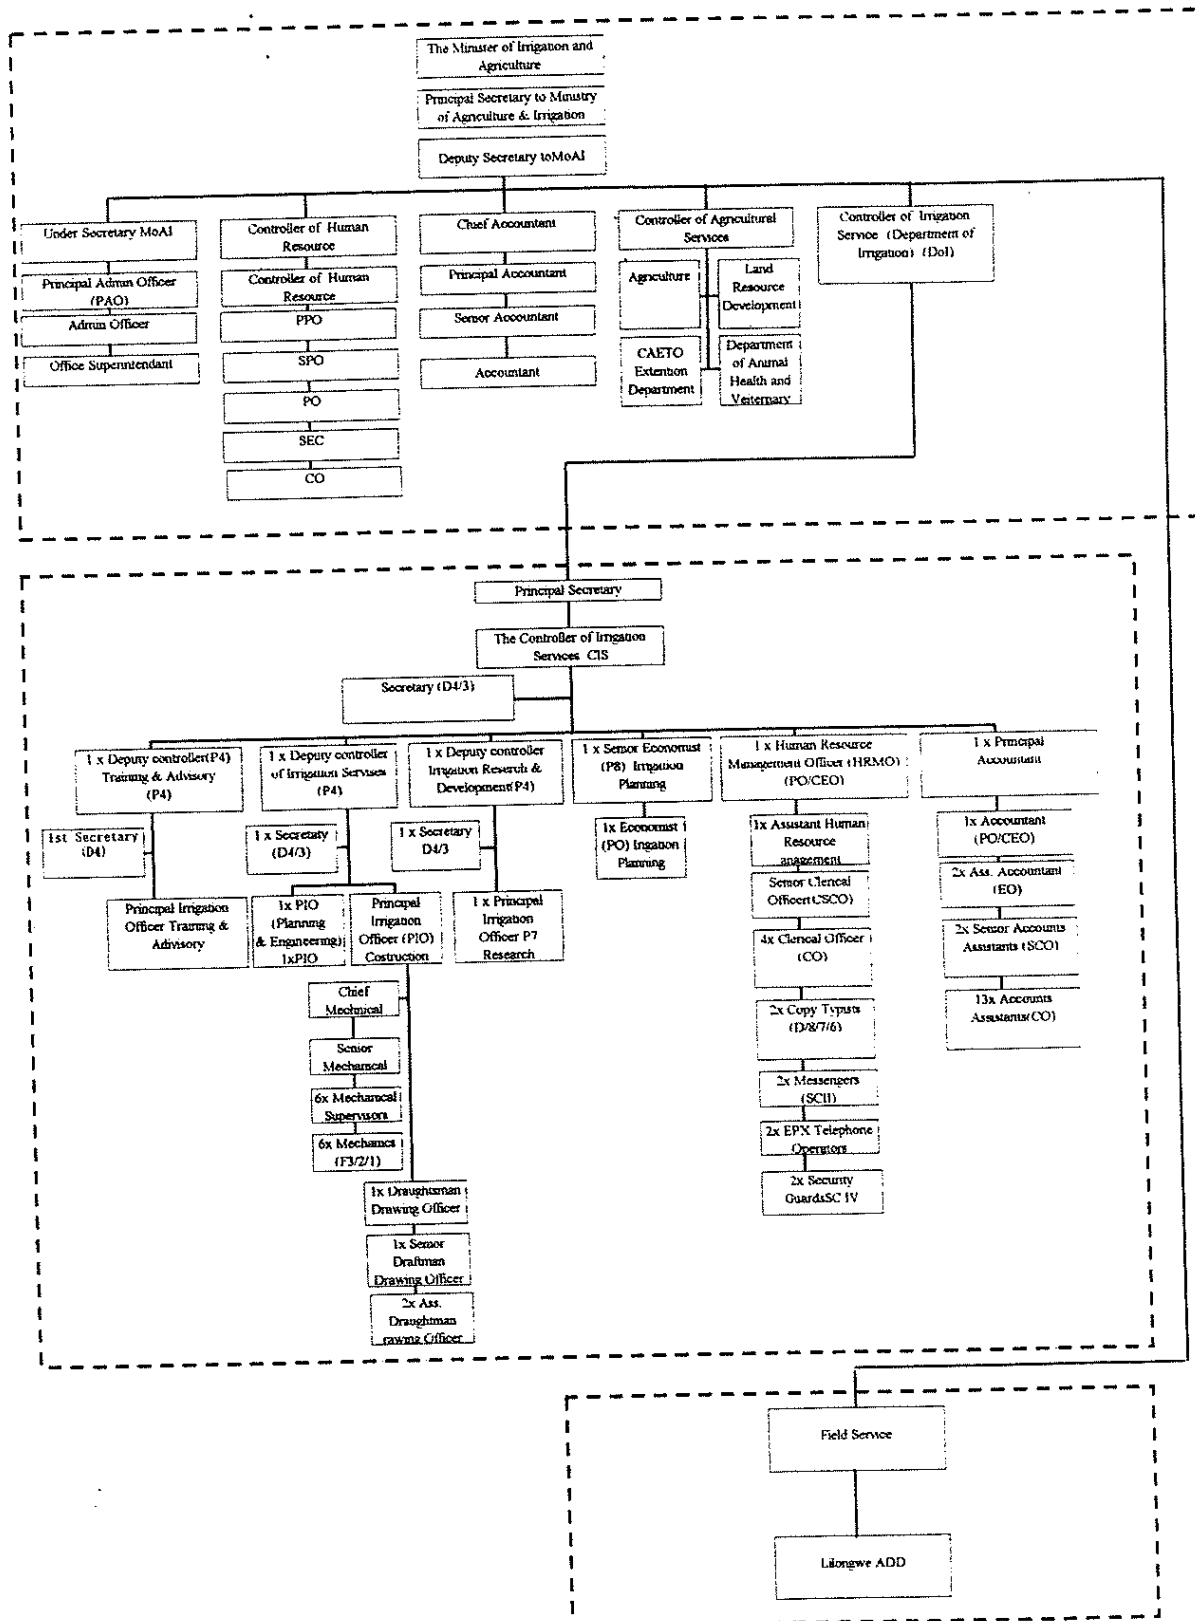 The Minister of Irrigation and
Agriculture
Principal Secretary to Ministry
of Agriculture & Irrigation
Deputy Secretary toMoAI
Under Secretary MoAI
Principal Admin Officer
(PAO)
Admin Officer
Office Superintendant
Controller of Human
Resource
Controller of Human
Resource
PPO
SPO
PO
SEC
CO
Chief Accountant
Principal Accountant
Senior Accountant
Accountant
Controller of Agricultural
Services
Agriculture
Land
Resource
Development
CAETO
Extention
Department
Department
of Animal
Health and
Veiternary
Controller of Irrigation
Service (Department of
Irrigation) (DoI)
Principal Secretary
The Controller of Irrigation
Services CIS
Secretary (D4/3)
1 x Deputy controller(P4)
Training & Advisory
(P4)
1st Secretary
(D4)
Principal Irrigation
Officer Training &
Adivisory
1 x Deputy controller
of Irrigation Servises
(P4)
1 x Secretaty
(D4/3)
1x PIO
(Planning
& Engineering)
1xPIO
Principal
Irrigation
Officer (PIO)
Costruction
Chief
Mechnical
Senior
Mechanical
6x Mechanical
Supervisors
6x Mechanics
(F3/2/1)
1x Draughtsman
Drawing Officer
1x Senior
Draftman
Drawing Officer
2x Ass.
Draughtman
rawing Officer
1 x Deputy controller
Irrigation Reserch &
Development(P4)
1 x Secretary
D4/3
1 x Principal
Irrigation
Officer P7
Research
1 x Senior Economist
(P8) Irrigation
Planning
1x Economist
(PO) Irrigation
Planning
1 x Human Resource
Management Officer (HRMO)
(PO/CEO)
1x Assistant Human
Resource
anagement
Senior Clerical
Officer(CSCO)
4x Clerical Officer
(CO)
2x Copy Typists
(D/8/7/6)
2x Messengers
(SCII)
2x EPX Telephone
Operators
2x Security
GuardsSC IV
1 x Principal
Accountant
1x Accountant
(PO/CEO)
2x Ass. Accountant
(EO)
2x Senior Accounts
Assistants (SCO)
13x Accounts
Assistants(CO)
Field Service
Lilongwe ADD